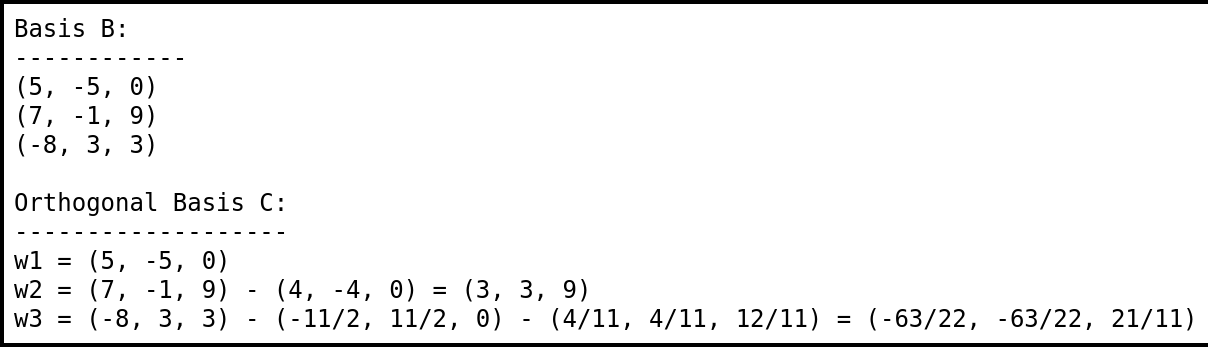 Basis B:
------------
(5, -5, 0)
(7, -1, 9)
(-8, 3, 3)

Orthogonal Basis C:
-------------------
w1 = (5, -5, 0)
w2 = (7, -1, 9) - (4, -4, 0) = (3, 3, 9)
w3 = (-8, 3, 3) - (-11/2, 11/2, 0) - (4/11, 4/11, 12/11) = (-63/22, -63/22, 21/11)